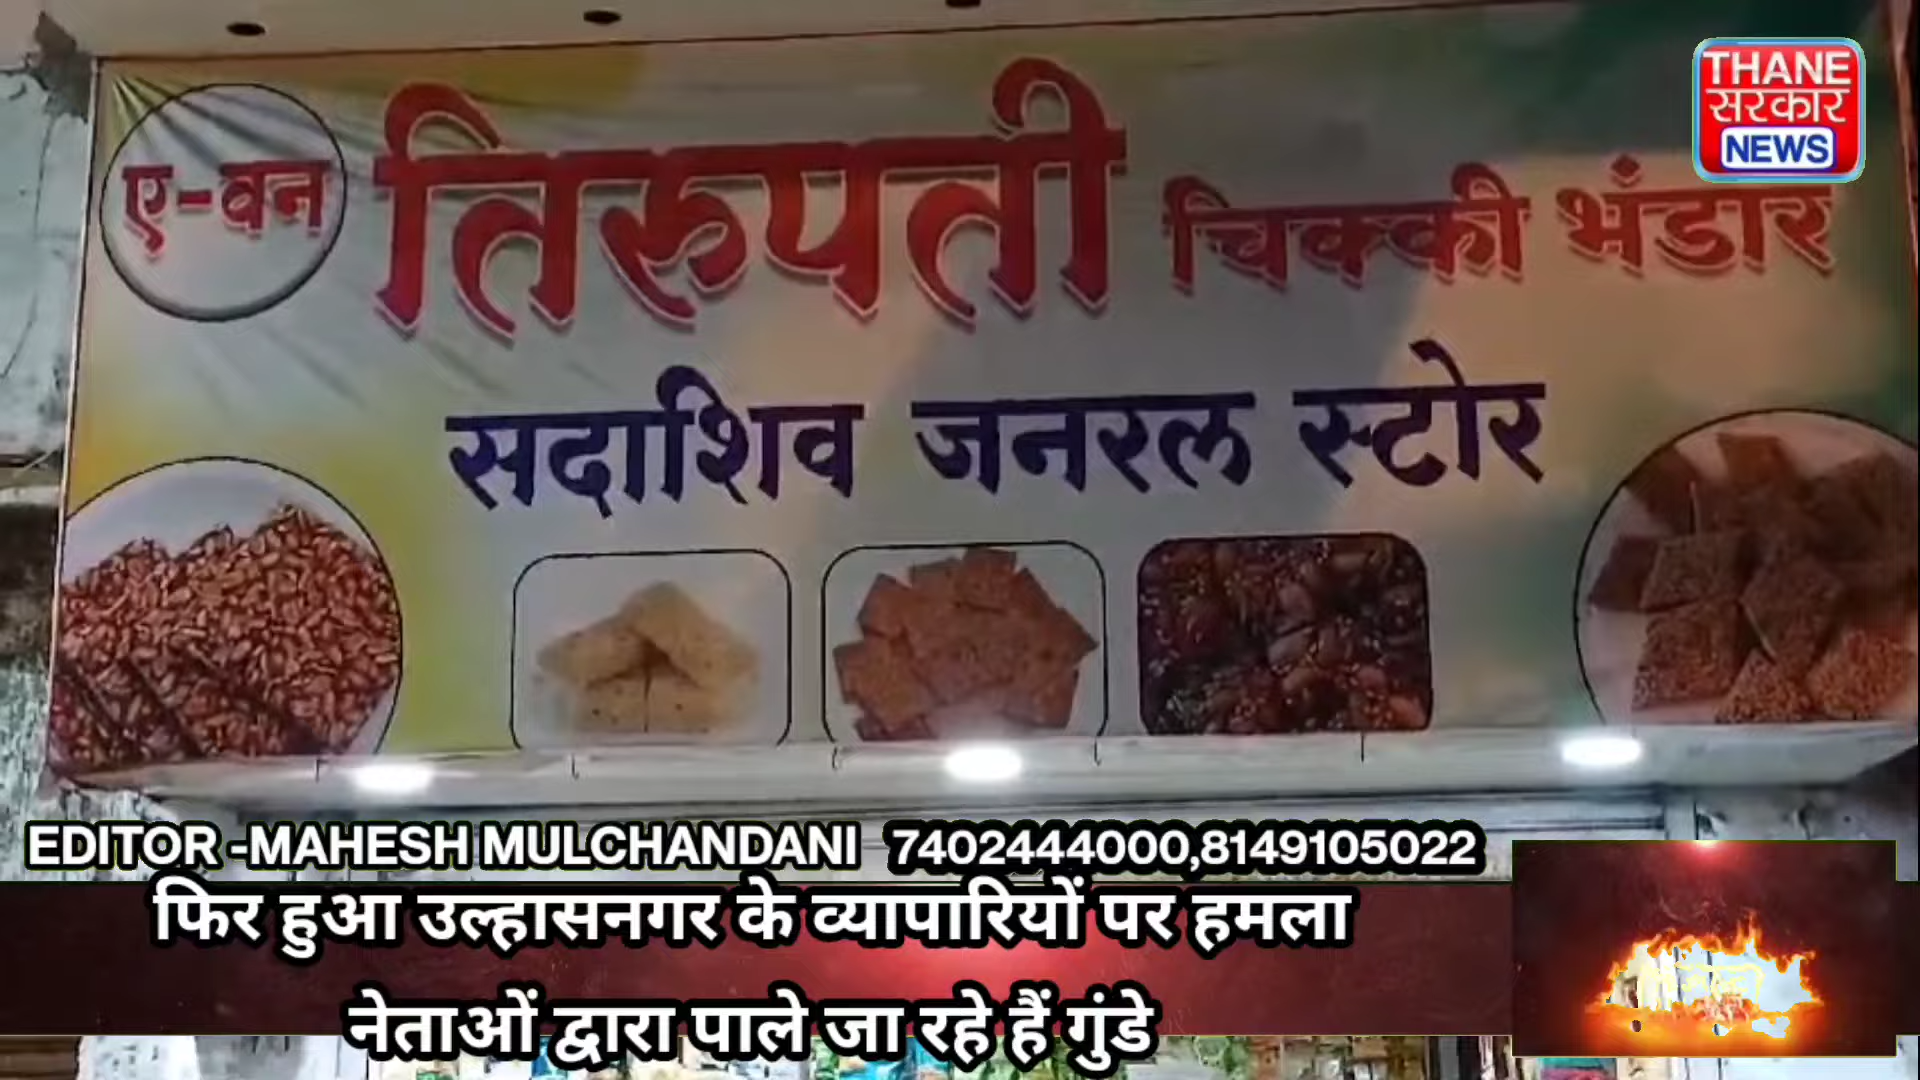 THANE
सरकार
NEWS
ए-वन
तिरुपती चिक्की भंडार
सदाशिव जनरल स्टोर
EDITOR -MAHESH MULCHANDANI 7402444000,8149105022
फिर हुआ उल्हासनगर के व्यापारियों पर हमला
नेताओं द्वारा पाले जा रहे हैं गुंडे